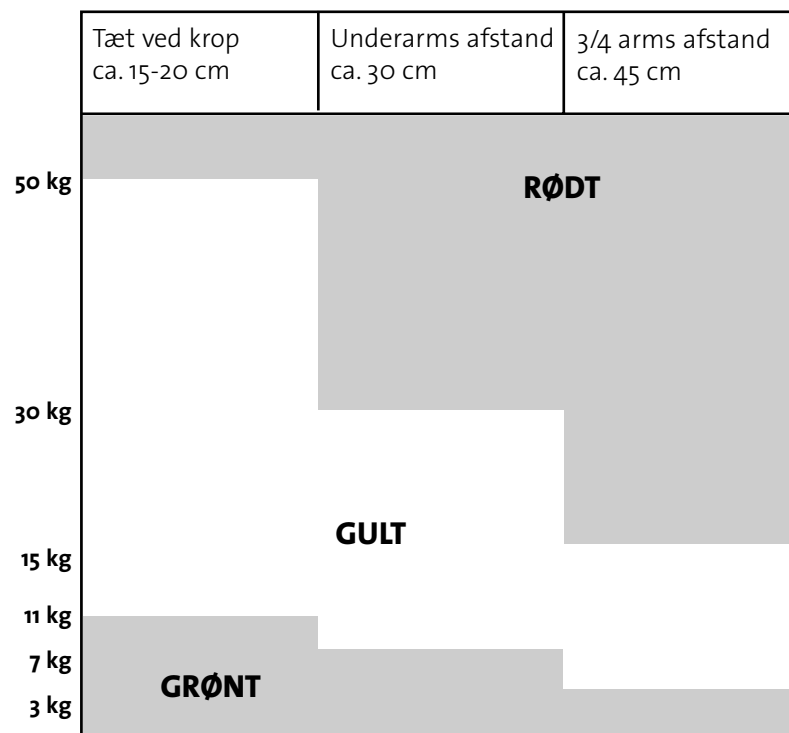 Tæt ved krop
ca. 15-20 cm
Underarms afstand
ca. 30 cm
3/4 arms afstand
ca. 45 cm
50 kg
RØDT
30 kg
GULT
15 kg
11 kg
7 kg
GRØNT
3 kg